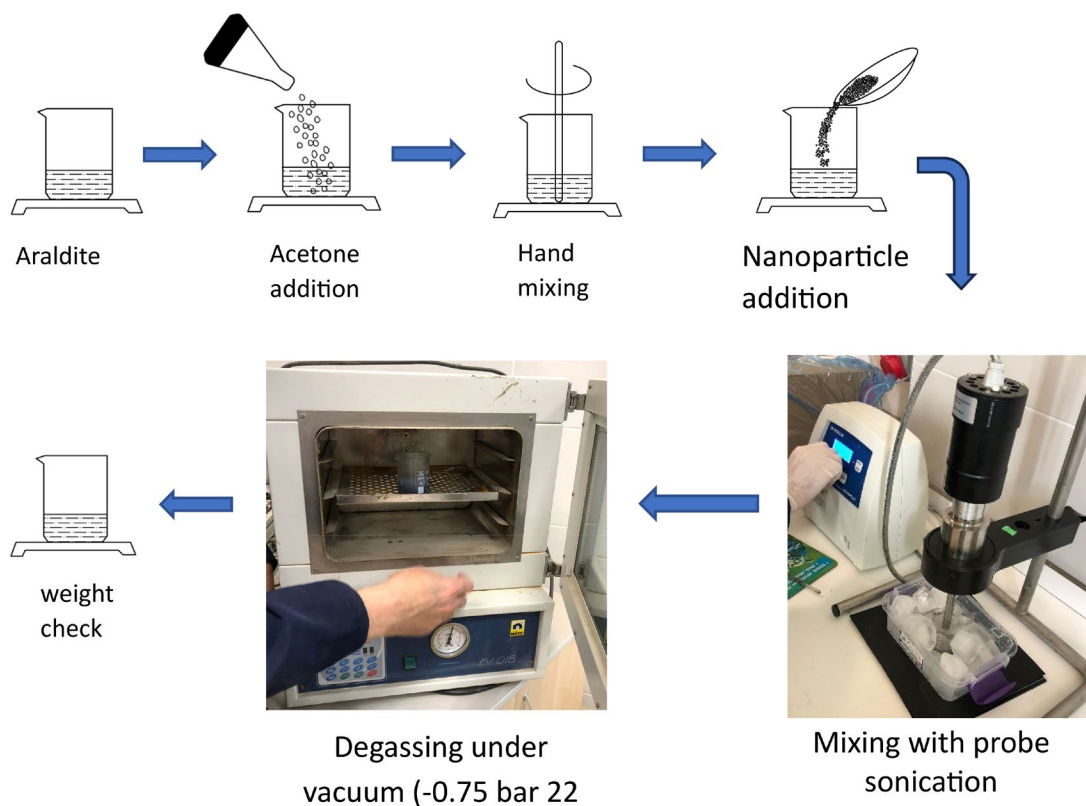 Araldite
Acetone
addition
Hand
mixing
Nanoparticle
addition
weight
check
Degassing under
vacuum (-0.75 bar 22
Mixing with probe
sonication